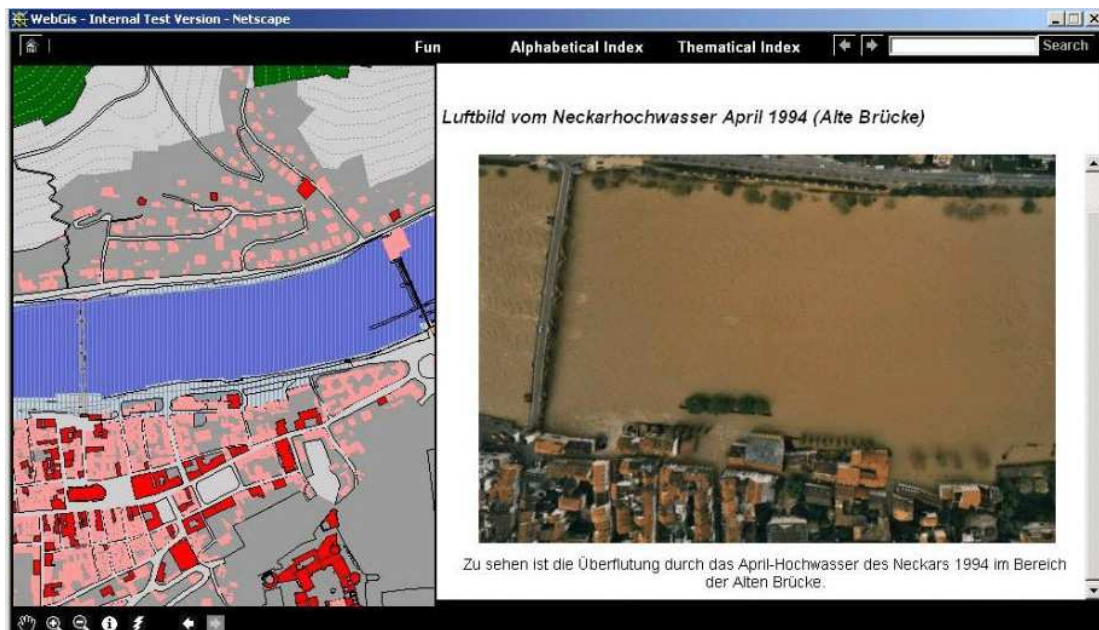 WebGis - Internal Test Version - Netscape
Fun Alphabetical Index Thematical Index Search
Luftbild vom Neckarhochwasser April 1994 (Alte Brücke)
Zu sehen ist die Überflutung durch das April-Hochwasser des Neckars 1994 im Bereich
der Alten Brücke.